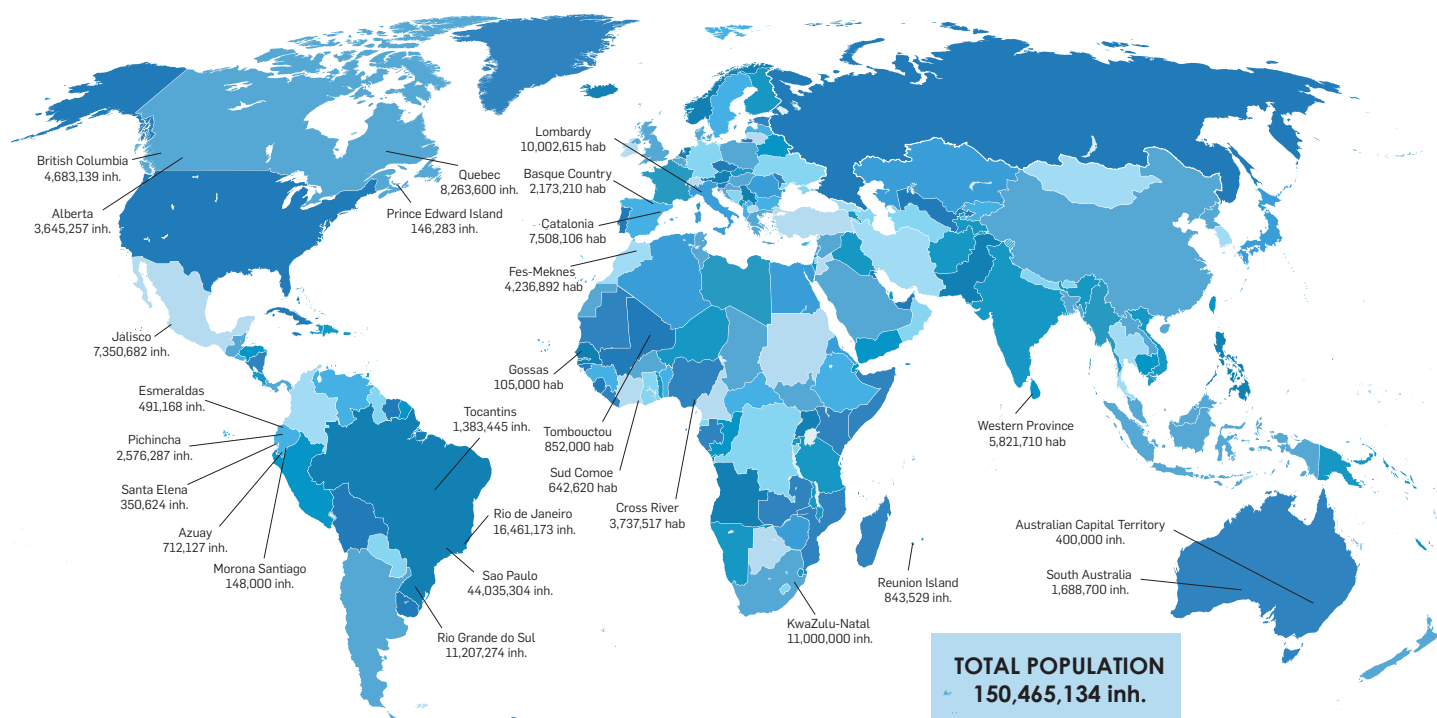 British Columbia
4,683,139 inh.
Alberta
3,645,257 inh.
Quebec
8,263,600 inh.
Prince Edward Island
146,283 inh.
Jalisco
7,350,682 inh.
Esmeraldas
491,168 inh.
Pichincha
2,576,287 inh.
Santa Elena
350,624 inh.
Azuay
712,127 inh.
Morona Santiago
148,000 inh.
Tocantins
1,383,445 inh.
Rio de Janeiro
16,461,173 inh.
Sao Paulo
44,035,304 inh.
Rio Grande do Sul
11,207,274 inh.
Lombardy
10,002,615 hab
Basque Country
2,173,210 hab
Catalonia
7,508,106 hab
Fes-Meknes
4,236,892 hab
Gossas
105,000 hab
Tombouctou
852,000 hab
Sud Comoe
642,620 hab
Cross River
3,737,517 hab
KwaZulu-Natal
11,000,000 inh.
Reunion Island
843,529 inh.
Western Province
5,821,710 hab
Australian Capital Territory
400,000 inh.
South Australia
1,688,700 inh.
TOTAL POPULATION
150,465,134 inh.